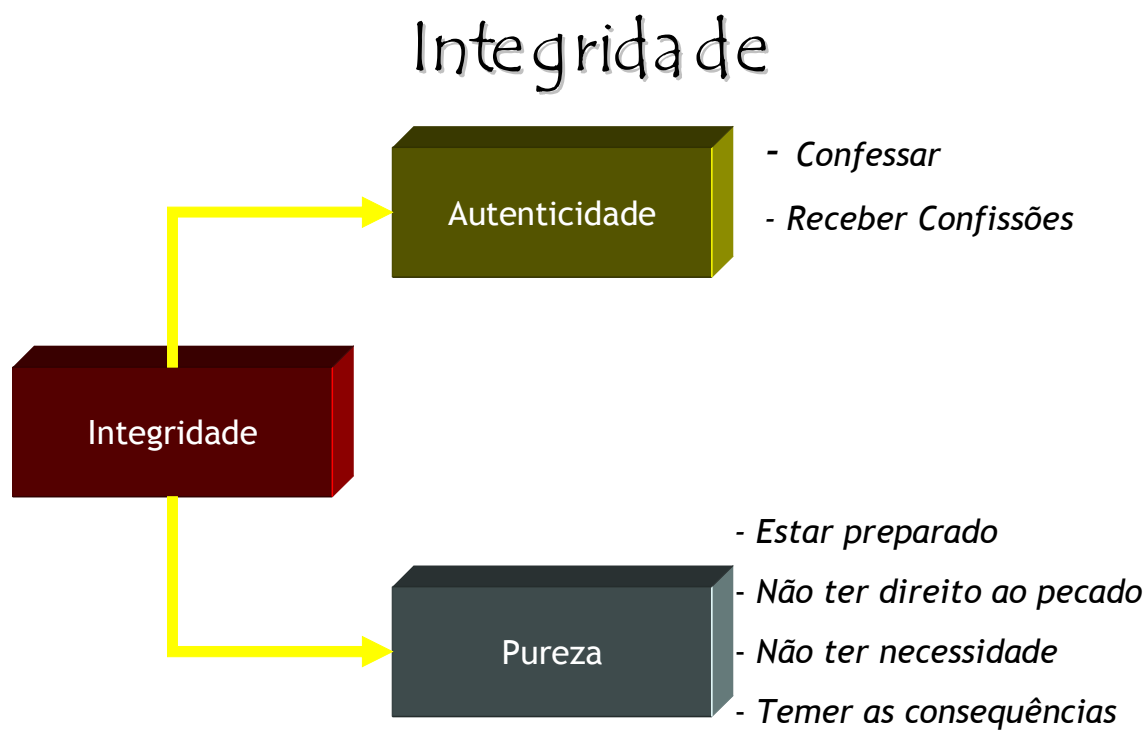 Integridade
Autenticidade
- Confessar
- Receber Confissões
Integridade
Pureza
- Estar preparado
- Não ter direito ao pecado
- Não ter necessidade
- Temer as consequências